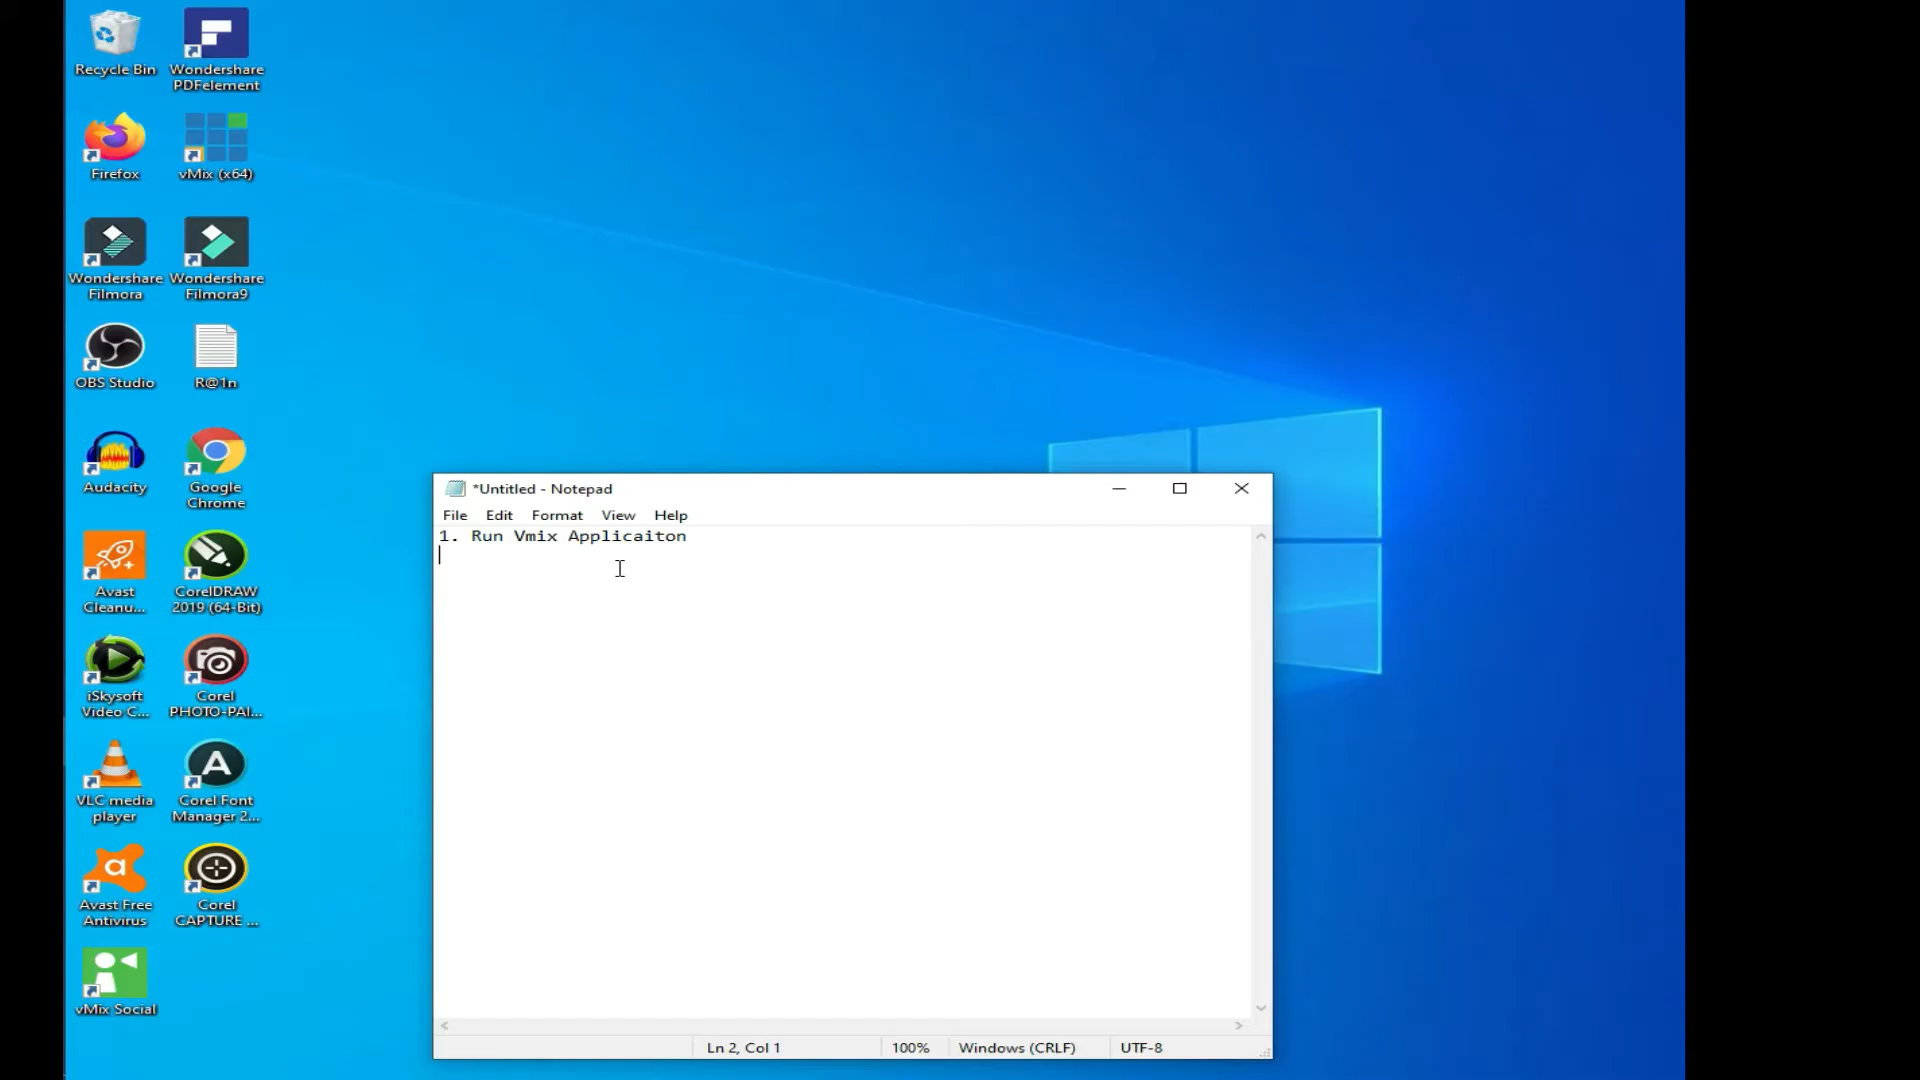 Recycle Bin
Wondershare
PDFelement
Firefox
vMix (x64)
Wondershare
Filmora
Wondershare
Filmora9
OBS Studio
R@1n
Audacity
Google
Chrome
Avast
Cleanu...
CorelDRAW
2019 (64-Bit)
iSkysoft
Video C...
Corel
PHOTO-PAI...
VLC media
player
Corel Font
Manager 2...
Avast Free
Antivirus
Corel
CAPTURE ...
vMix Social
*Untitled - Notepad
File Edit Format View Help
1. Run Vmix Applicaiton
Ln 2, Col 1 100% Windows (CRLF) UTF-8